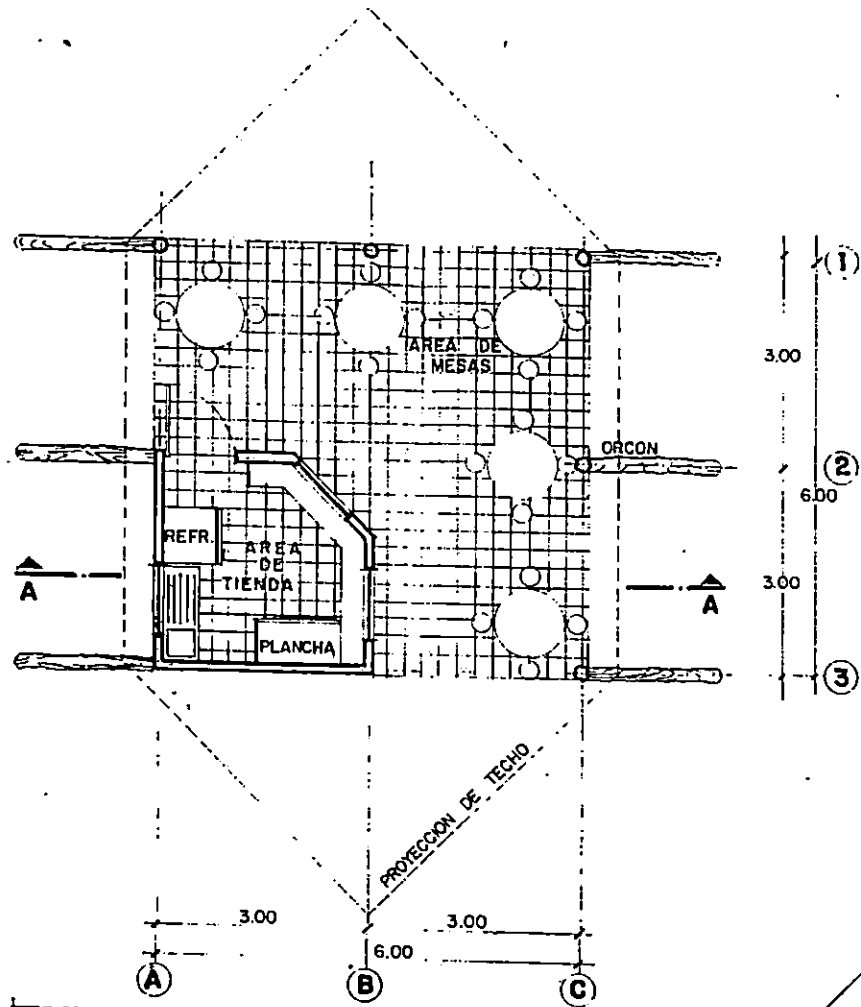 (1)
AREA DE
MESAS
3.00
ORCON
(2)
6.00
REFR.
AREA
DE
TIENDA
A
A
3.00
PLANCHA
(3)
PROYECCION DE TECHO
3.00
3.00
6.00
A
B
C